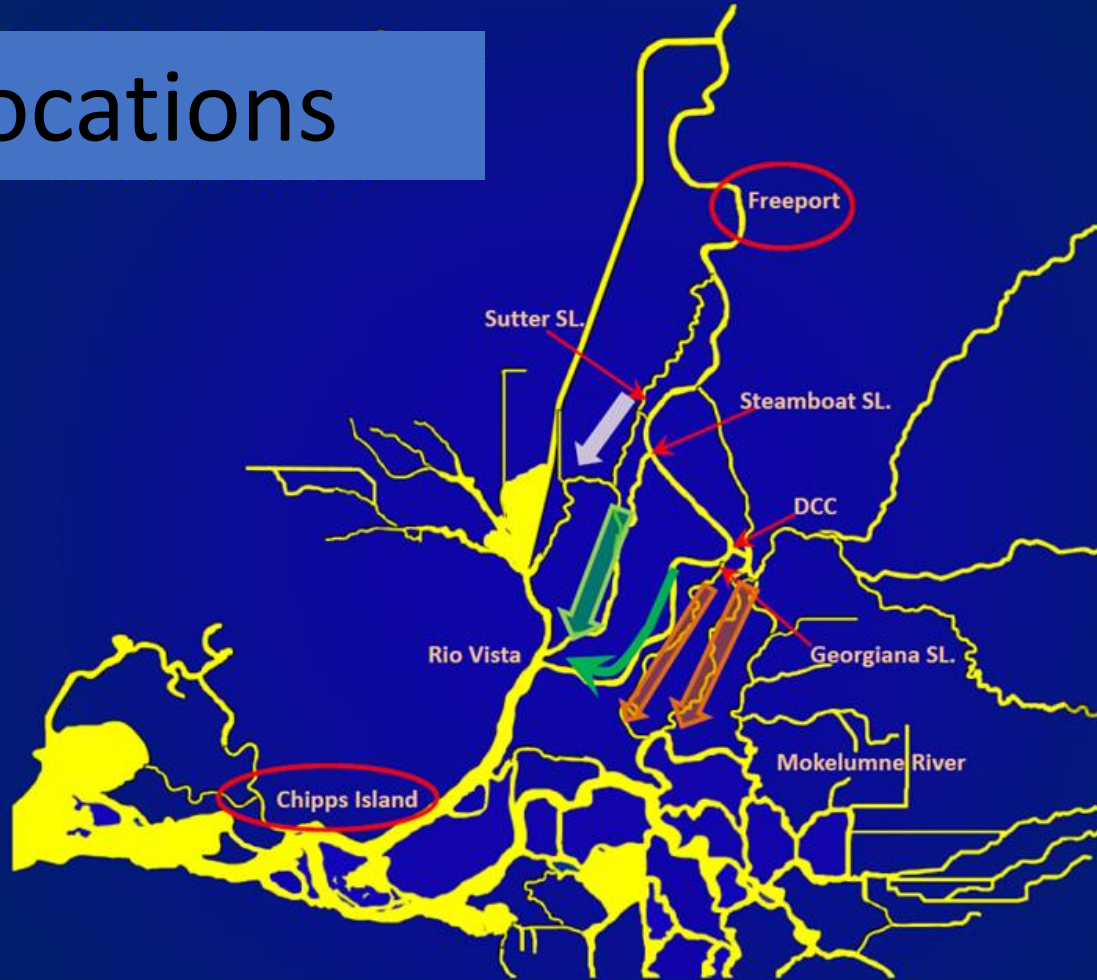 ocations
Freeport
Sutter SL.
Steamboat SL.
DCC
Rio Vista
Georgiana SL.
Mokelumne River
Chipps Island